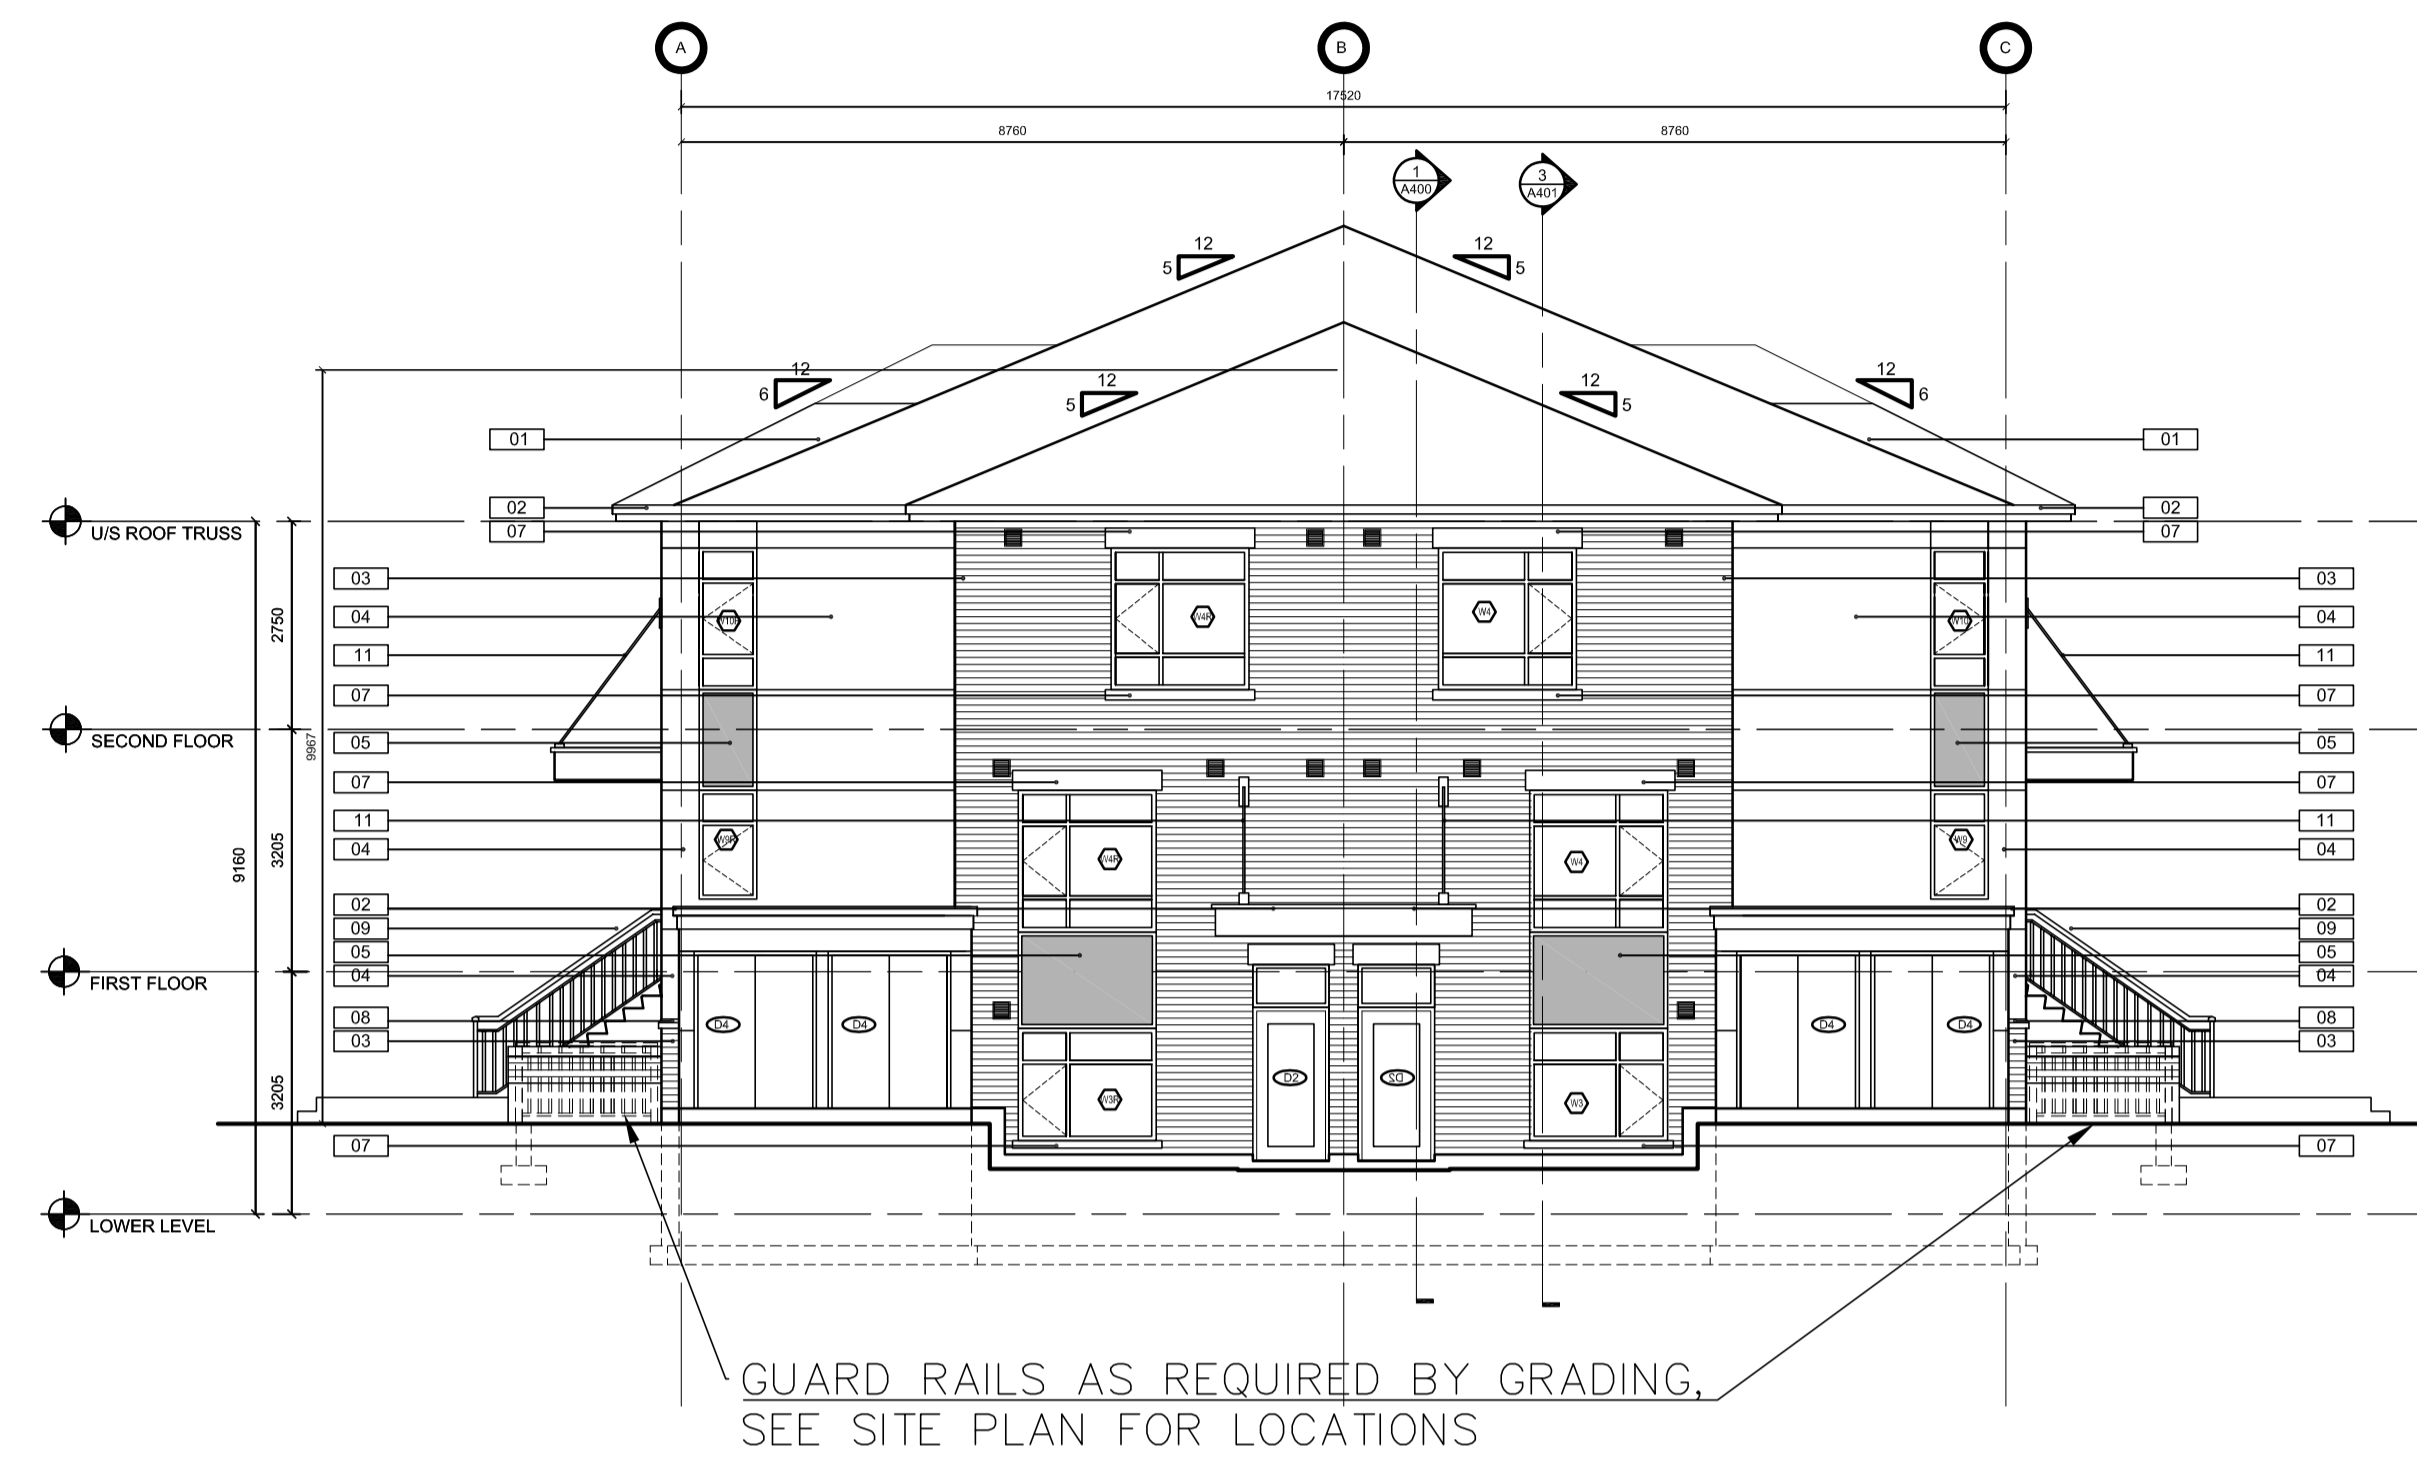 A
B
C
17520
8760
8760
1
A400
3
A401
12
5
12
5
12
6
12
5
12
5
12
6
01
01
02
02
U/S ROOF TRUSS
07
07
03
03
04
04
11
11
2750
W10R
W4R
W4
W10
07
07
SECOND FLOOR
05
05
9967
07
07
11
11
04
04
3205
9160
W9R
W4R
W4
W9
02
02
09
09
05
05
FIRST FLOOR
04
04
08
08
03
03
D4
D4
D4
D4
D2
D2
W3R
W3
3205
07
07
LOWER LEVEL
GUARD RAILS AS REQUIRED BY GRADING,
SEE SITE PLAN FOR LOCATIONS